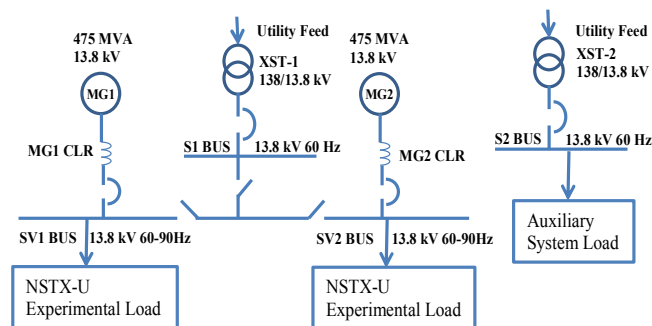 475 MVA
13.8 kV
MG1
MG1 CLR
Utility Feed
XST-1
138/13.8 kV
S1 BUS 13.8 kV 60 Hz
475 MVA
13.8 kV
MG2
MG2 CLR
Utility Feed
XST-2
138/13.8 kV
S2 BUS 13.8 kV 60 Hz
Auxiliary
System Load
SV1 BUS 13.8 kV 60-90Hz
NSTX-U
Experimental Load
SV2 BUS 13.8 kV 60-90Hz
NSTX-U
Experimental Load